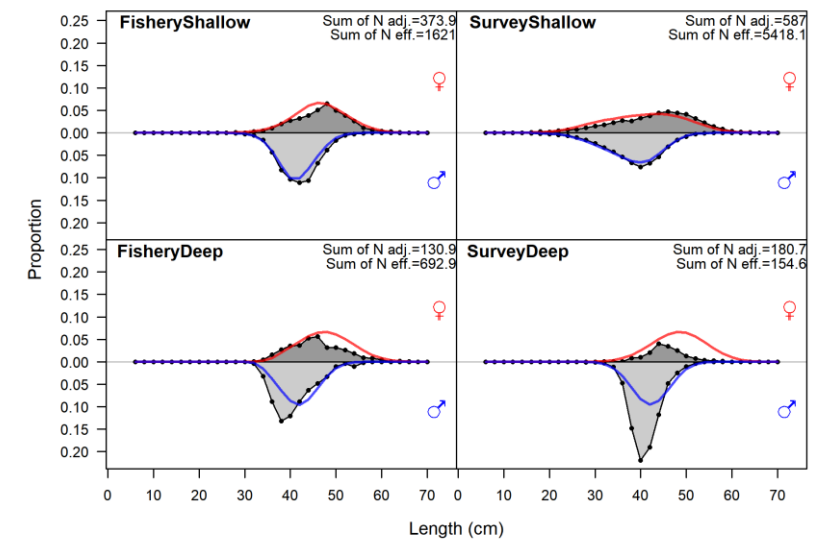 FisheryShallow
Sum of N adj.=373.9
Sum of N eff.=1621
♀
♂
SurveyShallow
Sum of N adj.=587
Sum of N eff.=5418.1
♀
♂
0.25
0.20
0.15
0.10
0.05
0.00
0.05
0.10
0.15
0.20
FisheryDeep
Sum of N adj.=130.9
Sum of N eff.=692.9
♀
♂
SurveyDeep
Sum of N adj.=180.7
Sum of N eff.=154.6
♀
♂
0.25
0.20
0.15
0.10
0.05
0.00
0.05
0.10
0.15
0.20
Proportion
0 10 20 30 40 50 60 70 0 10 20 30 40 50 60 70
Length (cm)